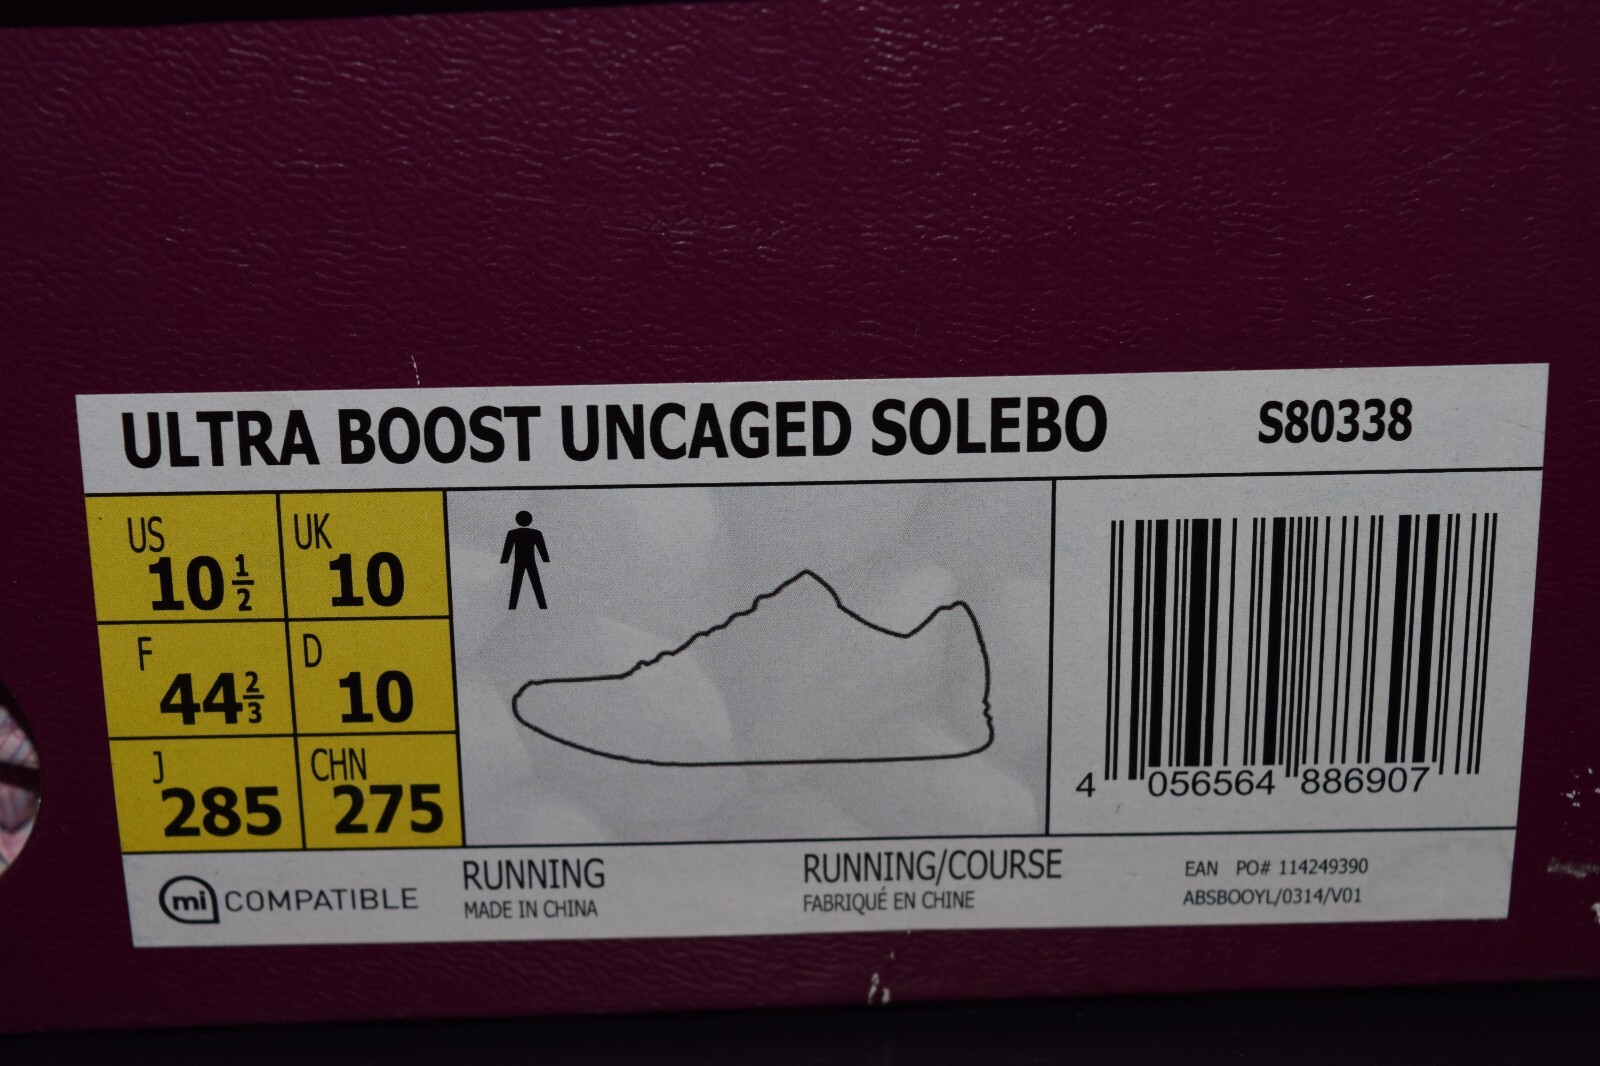 ULTRA BOOST UNCAGED SOLEBO S80338
US 10 1/2 UK 10
F 44 2/3 D 10
J 285 CHN 275
4 056564 886907
mi COMPATIBLE
RUNNING
MADE IN CHINA
RUNNING/COURSE
FABRIQUÉ EN CHINE
EAN PO# 114249390
ABSBOOYL/0314/V01